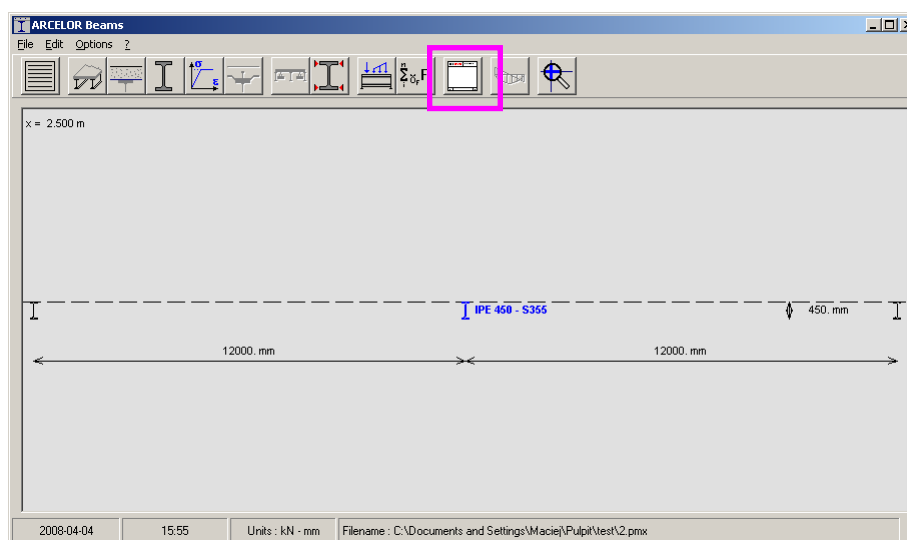 ARCELOR Beams
File Edit Options ?
x = 2.500 m
IPE 450 - S355
450. mm
12000. mm 12000. mm
2008-04-04 15:55 Units : kN - mm Filename : C:\Documents and Settings\Maciej\Pulpit\test\2.pmx